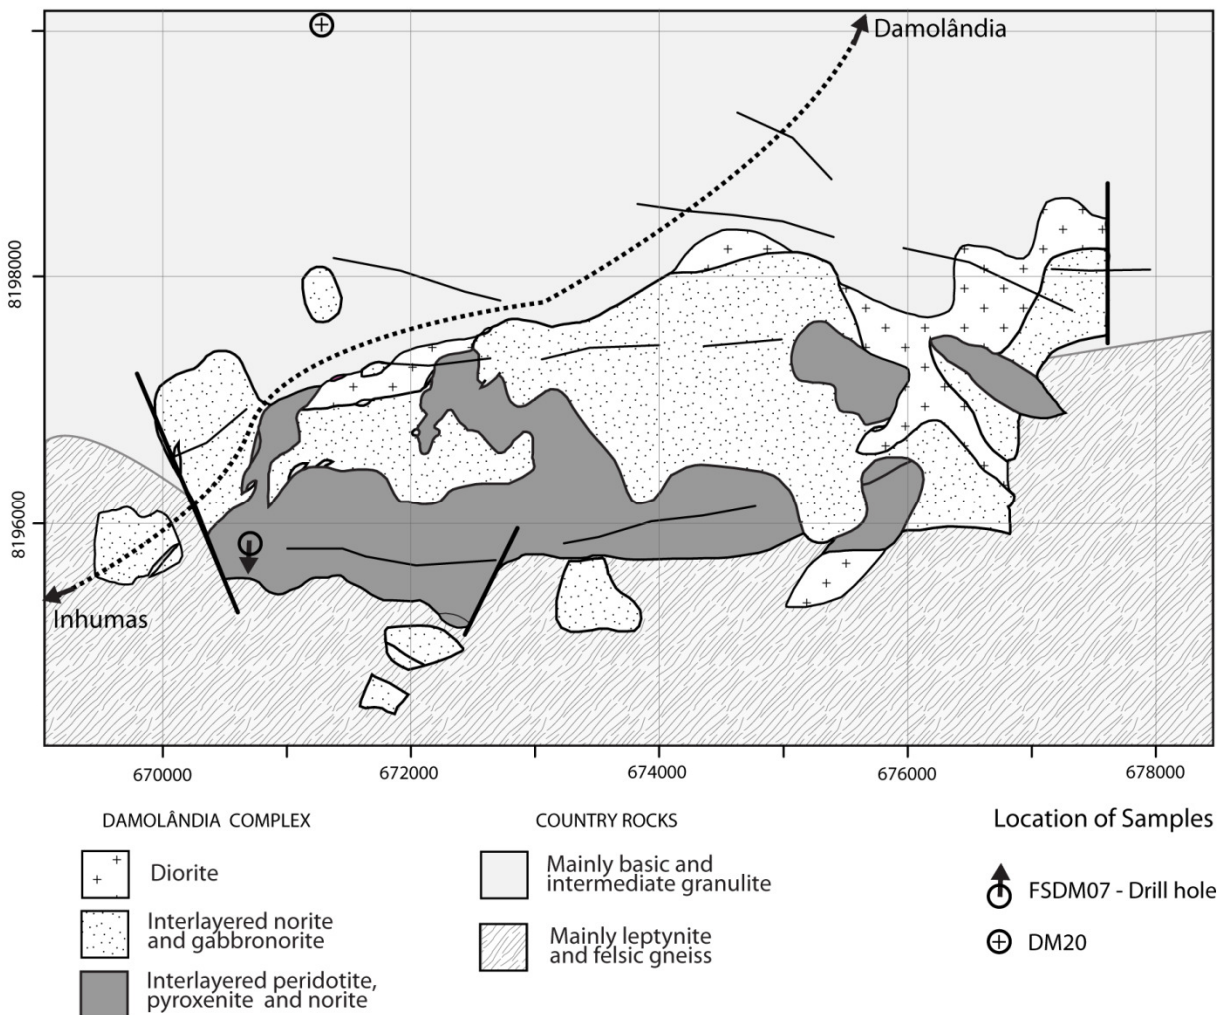 Damolândia
8198000
8196000
Inhumas
670000
672000
674000
676000
678000
DAMOLÂNDIA COMPLEX
Diorite
Interlayered norite
and gabbronorite
Interlayered peridotite,
pyroxenite and norite
COUNTRY ROCKS
Mainly basic and
intermediate granulite
Mainly leptynite
and felsic gneiss
Location of Samples
FSDM07 - Drill hole
DM20